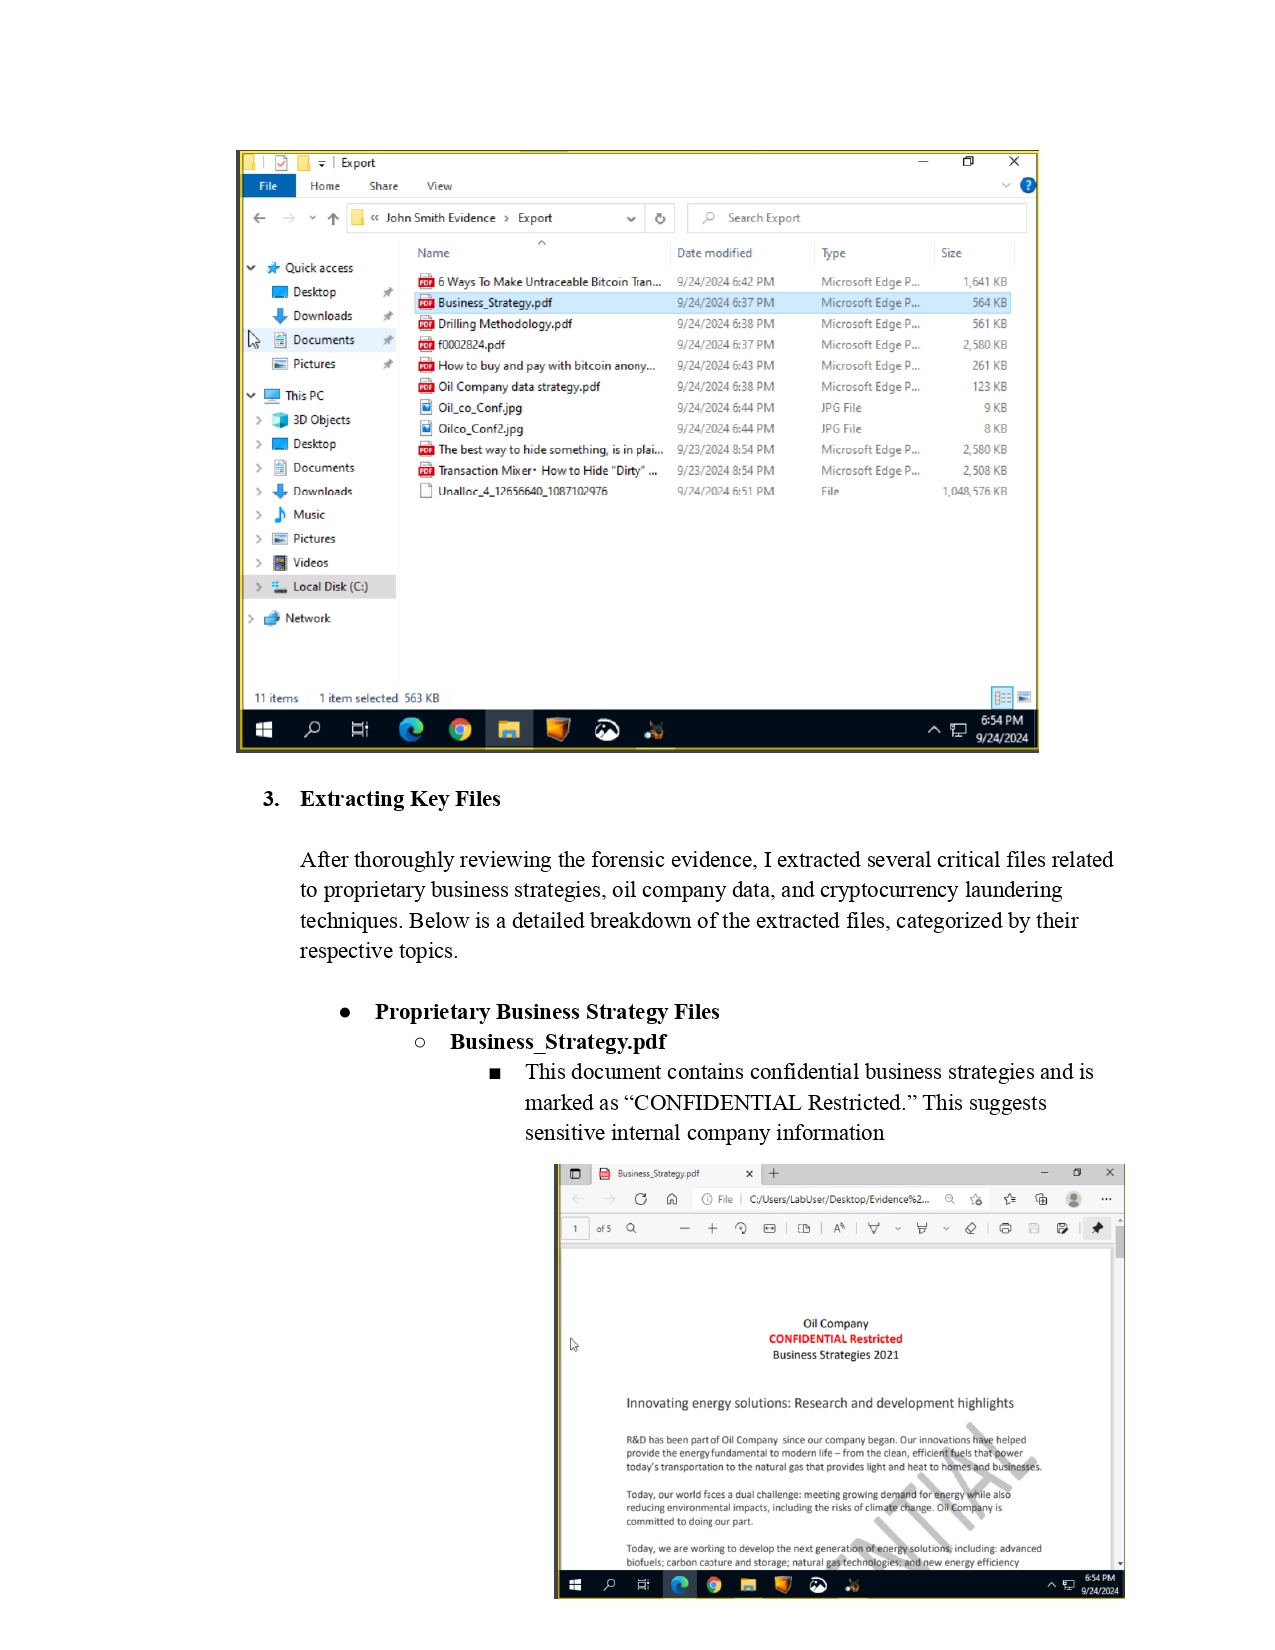 Export
File Home Share View
« John Smith Evidence › Export
Search Export
Name Date modified Type Size
Quick access
Desktop
Downloads
Documents
Pictures
This PC
3D Objects
Desktop
Documents
Downloads
Music
Pictures
Videos
Local Disk (C:)
Network
6 Ways To Make Untraceable Bitcoin Tran... 9/24/2024 6:42 PM Microsoft Edge P... 1,641 KB
Business_Strategy.pdf 9/24/2024 6:37 PM Microsoft Edge P... 564 KB
Drilling Methodology.pdf 9/24/2024 6:38 PM Microsoft Edge P... 561 KB
f0002824.pdf 9/24/2024 6:37 PM Microsoft Edge P... 2,580 KB
How to buy and pay with bitcoin anony... 9/24/2024 6:43 PM Microsoft Edge P... 261 KB
Oil Company data strategy.pdf 9/24/2024 6:38 PM Microsoft Edge P... 123 KB
Oil_co_Conf.jpg 9/24/2024 6:44 PM JPG File 9 KB
Oilco_Conf2.jpg 9/24/2024 6:44 PM JPG File 8 KB
The best way to hide something, is in plai... 9/23/2024 8:54 PM Microsoft Edge P... 2,580 KB
Transaction Mixer• How to Hide "Dirty" ... 9/23/2024 8:54 PM Microsoft Edge P... 2,508 KB
Unalloc_4_12656640_1087102976 9/24/2024 6:51 PM File 1,048,576 KB
11 items 1 item selected 563 KB
6:54 PM
9/24/2024
3. Extracting Key Files
After thoroughly reviewing the forensic evidence, I extracted several critical files related
to proprietary business strategies, oil company data, and cryptocurrency laundering
techniques. Below is a detailed breakdown of the extracted files, categorized by their
respective topics.
● Proprietary Business Strategy Files
○ Business_Strategy.pdf
■ This document contains confidential business strategies and is
marked as “CONFIDENTIAL Restricted.” This suggests
sensitive internal company information
Business_Strategy.pdf
File | C:/Users/LabUser/Desktop/Evidence%2...
1 of 5
Oil Company
CONFIDENTIAL Restricted
Business Strategies 2021
Innovating energy solutions: Research and development highlights
R&D has been part of Oil Company since our company began. Our innovations have helped
provide the energy fundamental to modern life – from the clean, efficient fuels that power
today's transportation to the natural gas that provides light and heat to homes and businesses.
Today, our world faces a dual challenge: meeting growing demand for energy while also
reducing environmental impacts, including the risks of climate change. Oil Company is
committed to doing our part.
Today, we are working to develop the next generation of energy solutions, including: advanced
biofuels; carbon capture and storage; natural gas technologies; and new energy efficiency
ENTIAL
6:54 PM
9/24/2024